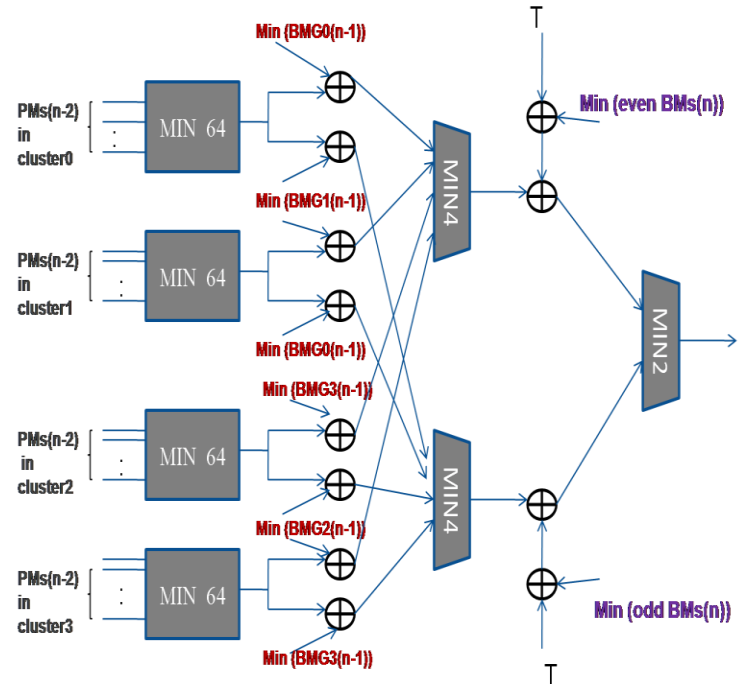 T
Min (BMG0(n-1))
PMs(n-2)
in
cluster0
:
MIN 64
Min (even BMs(n))
MIN4
Min (BMG1(n-1))
PMs(n-2)
in
cluster1
:
MIN 64
MIN2
Min (BMG0(n-1))
Min (BMG3(n-1))
PMs(n-2)
in
cluster2
:
MIN 64
MIN4
Min (BMG2(n-1))
PMs(n-2)
in
cluster3
:
MIN 64
Min (odd BMs(n))
Min (BMG3(n-1))
T